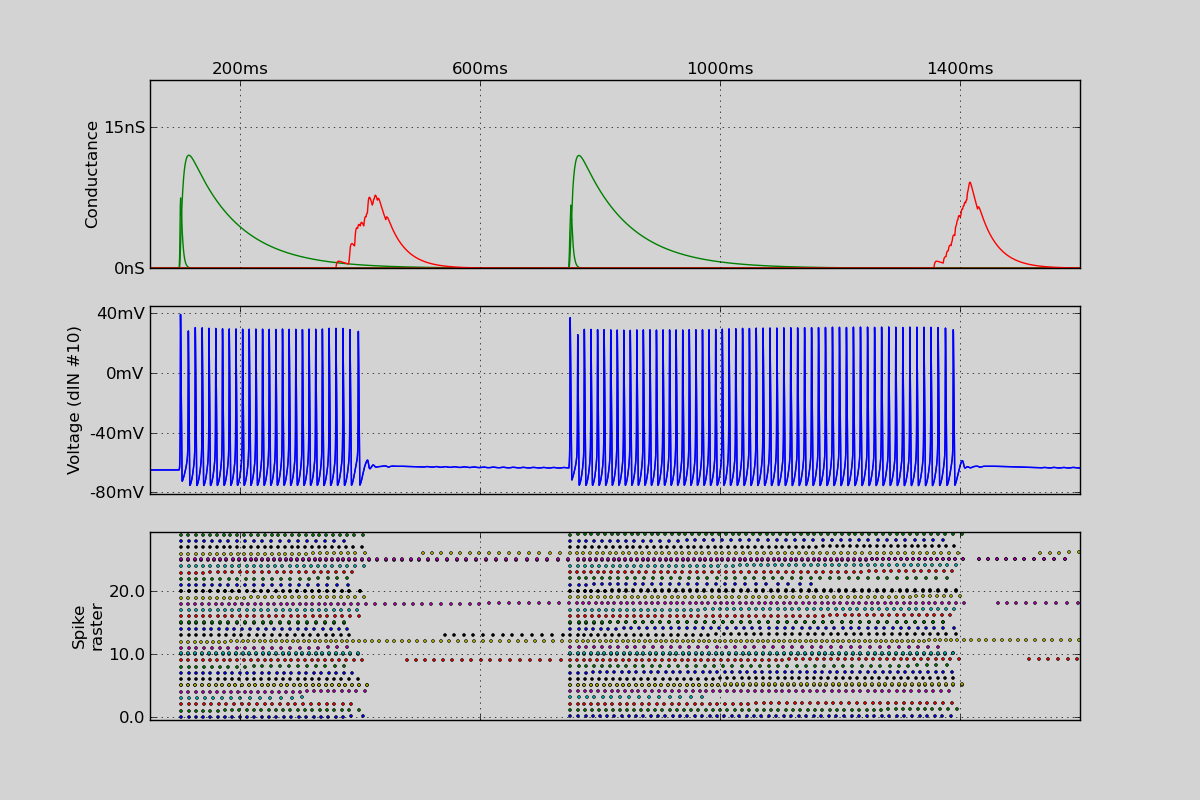 200ms 600ms 1000ms 1400ms
15nS
Conductance
0nS
40mV
0mV
-40mV
-80mV
Voltage (dIN #10)
20.0
10.0
0.0
Spike
raster